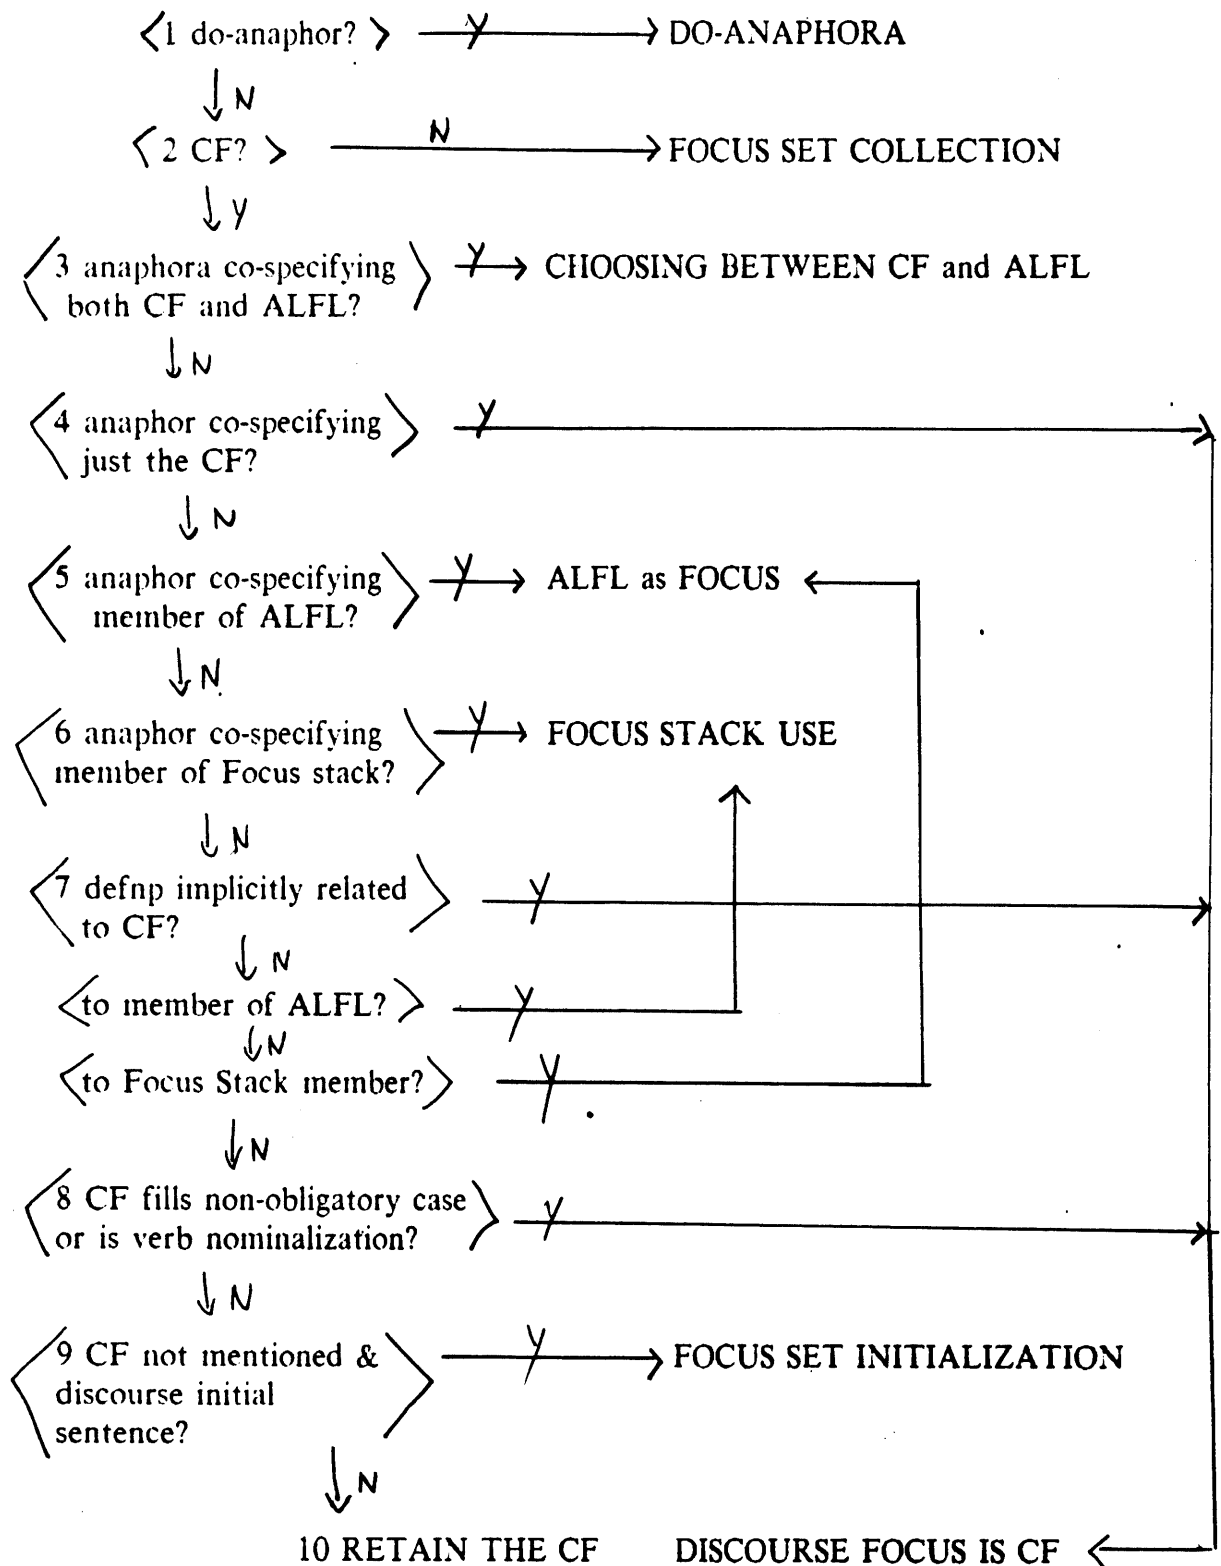 <1 do-anaphor? > Y DO-ANAPHORA
N
<2 CF? > N FOCUS SET COLLECTION
Y
3 anaphora co-specifying Y CHOOSING BETWEEN CF and ALFL
both CF and ALFL?
N
4 anaphor co-specifying Y
just the CF?
N
5 anaphor co-specifying Y ALFL as FOCUS
member of ALFL?
N
6 anaphor co-specifying Y FOCUS STACK USE
member of Focus stack?
N
7 defnp implicitly related Y
to CF?
N
<to member of ALFL?> Y
N
<to Focus Stack member?> Y
N
8 CF fills non-obligatory case Y
or is verb nominalization?
N
9 CF not mentioned & Y FOCUS SET INITIALIZATION
discourse initial
sentence?
N
10 RETAIN THE CF DISCOURSE FOCUS IS CF